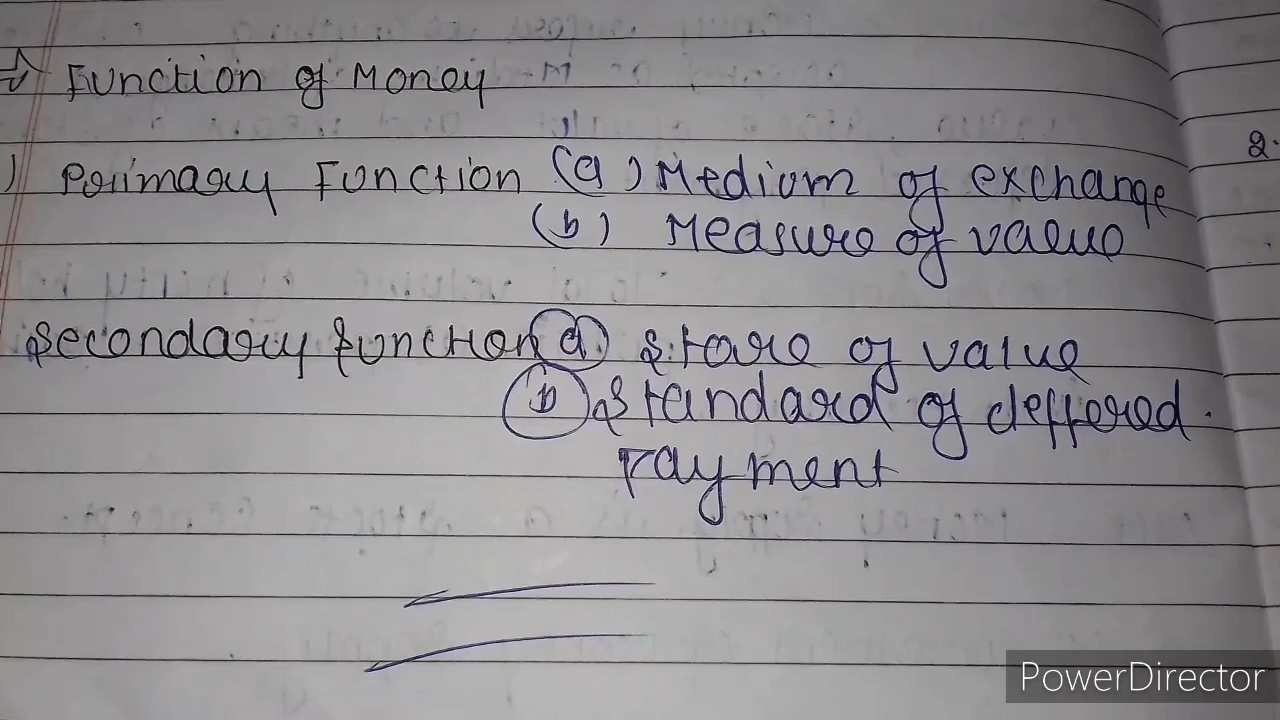 Function of Money
) Primary Function (a) Medium of exchange
(b) Measure of value
Secondary function (a) Store of value
(b) Standard of deffered
Payment
2.
PowerDirector